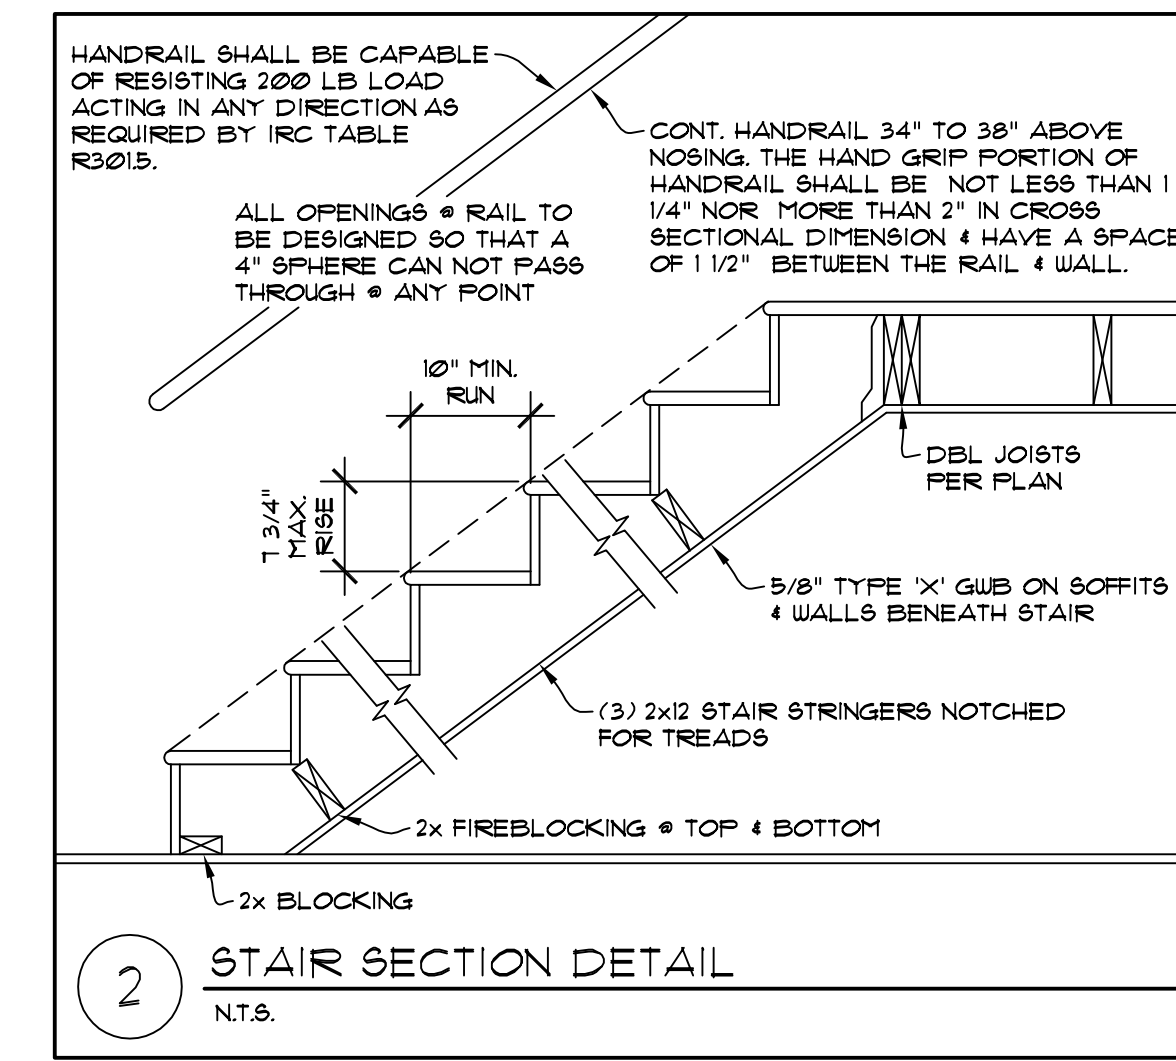 HANDRAIL SHALL BE CAPABLE
OF RESISTING 200 LB LOAD
ACTING IN ANY DIRECTION AS
REQUIRED BY IRC TABLE
R301.5.
CONT. HANDRAIL 34" TO 38" ABOVE
NOSING. THE HAND GRIP PORTION OF
HANDRAIL SHALL BE NOT LESS THAN 1
1/4" NOR MORE THAN 2" IN CROSS
SECTIONAL DIMENSION & HAVE A SPACE
OF 1 1/2" BETWEEN THE RAIL & WALL.
ALL OPENINGS @ RAIL TO
BE DESIGNED SO THAT A
4" SPHERE CAN NOT PASS
THROUGH @ ANY POINT
10" MIN.
RUN
7 3/4"
MAX.
RISE
DBL JOISTS
PER PLAN
5/8" TYPE 'X' GWB ON SOFFITS
& WALLS BENEATH STAIR
(3) 2x12 STAIR STRINGERS NOTCHED
FOR TREADS
2x FIREBLOCKING @ TOP & BOTTOM
2x BLOCKING
2 STAIR SECTION DETAIL
N.T.S.